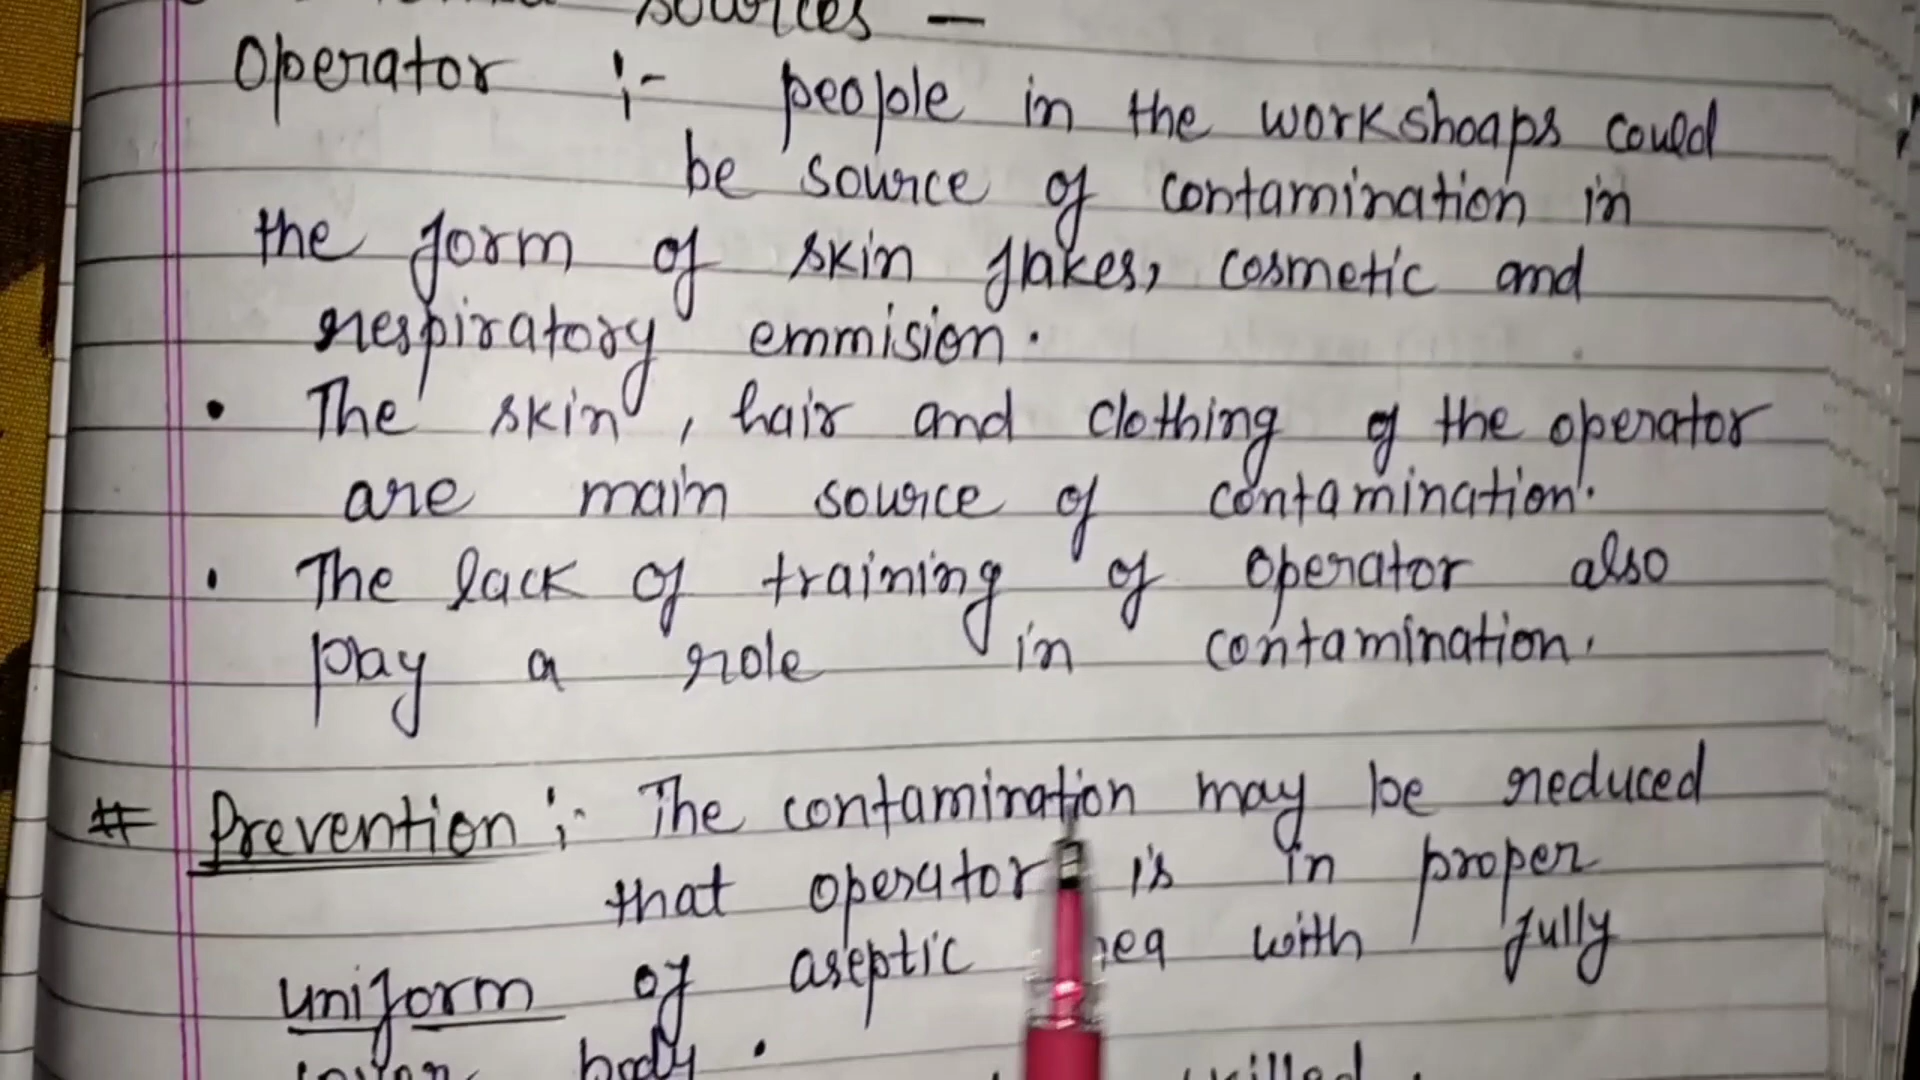 sources —
Operator :- people in the workshoaps could
be source of contamination in
the form of skin flakes, cosmetic and
respiratory emmision.
• The skin, hair and clothing of the operator
are main source of contamination.
• The lack of training of operator also
play a role in contamination.
# Prevention :- The contamination may be reduced
that operator is in proper
uniform of aseptic with fully
body.